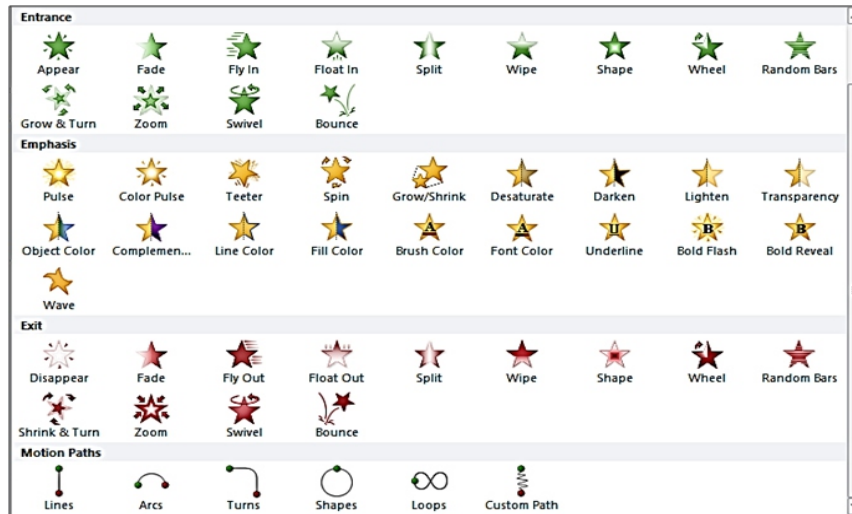 Entrance
Appear Fade Fly In Float In Split Wipe Shape Wheel Random Bars
Grow & Turn Zoom Swivel Bounce
Emphasis
Pulse Color Pulse Teeter Spin Grow/Shrink Desaturate Darken Lighten Transparency
A A U B B
Object Color Complemen... Line Color Fill Color Brush Color Font Color Underline Bold Flash Bold Reveal
Wave
Exit
Disappear Fade Fly Out Float Out Split Wipe Shape Wheel Random Bars
Shrink & Turn Zoom Swivel Bounce
Motion Paths
Lines Arcs Turns Shapes Loops Custom Path